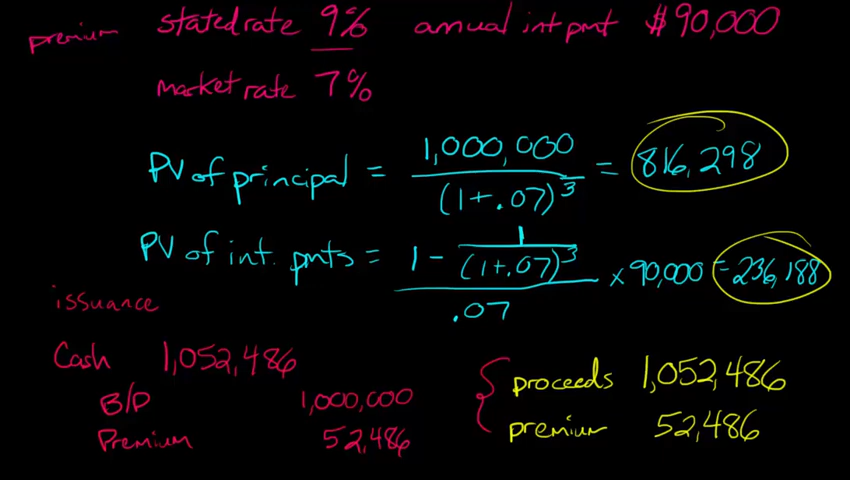 premium stated rate 9% annual int pmt $90,000
market rate 7%
PV of principal = 1,000,000 / (1+.07)^3 = 816,298
PV of int. pmts = 1 - 1 / (1+.07)^3 / .07 × 90,000 = 236,188
issuance
Cash 1,052,486
B/P 1,000,000
Premium 52,486
proceeds 1,052,486
premium 52,486